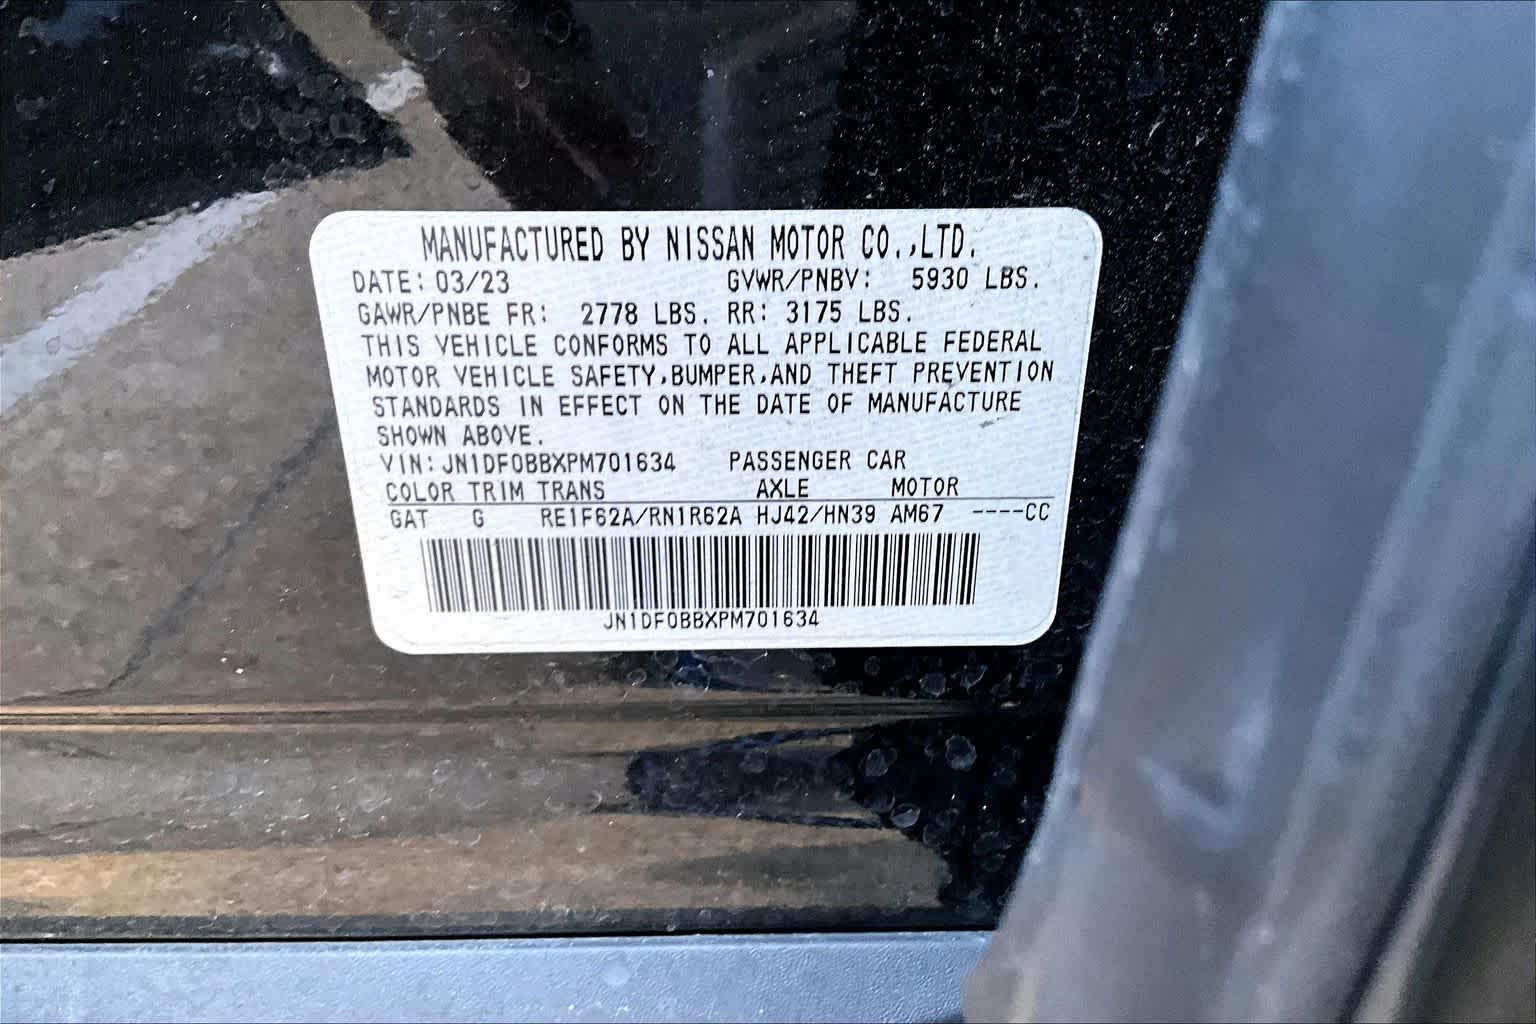 MANUFACTURED BY NISSAN MOTOR CO.,LTD.
DATE: 03/23 GVWR/PNBV: 5930 LBS.
GAWR/PNBE FR: 2778 LBS. RR: 3175 LBS.
THIS VEHICLE CONFORMS TO ALL APPLICABLE FEDERAL
MOTOR VEHICLE SAFETY,BUMPER,AND THEFT PREVENTION
STANDARDS IN EFFECT ON THE DATE OF MANUFACTURE
SHOWN ABOVE.
VIN: JN1DF0BBXPM701634 PASSENGER CAR
COLOR TRIM TRANS AXLE MOTOR
GAT G RE1F62A/RN1R62A HJ42/HN39 AM67 ----CC
JN1DF0BBXPM701634